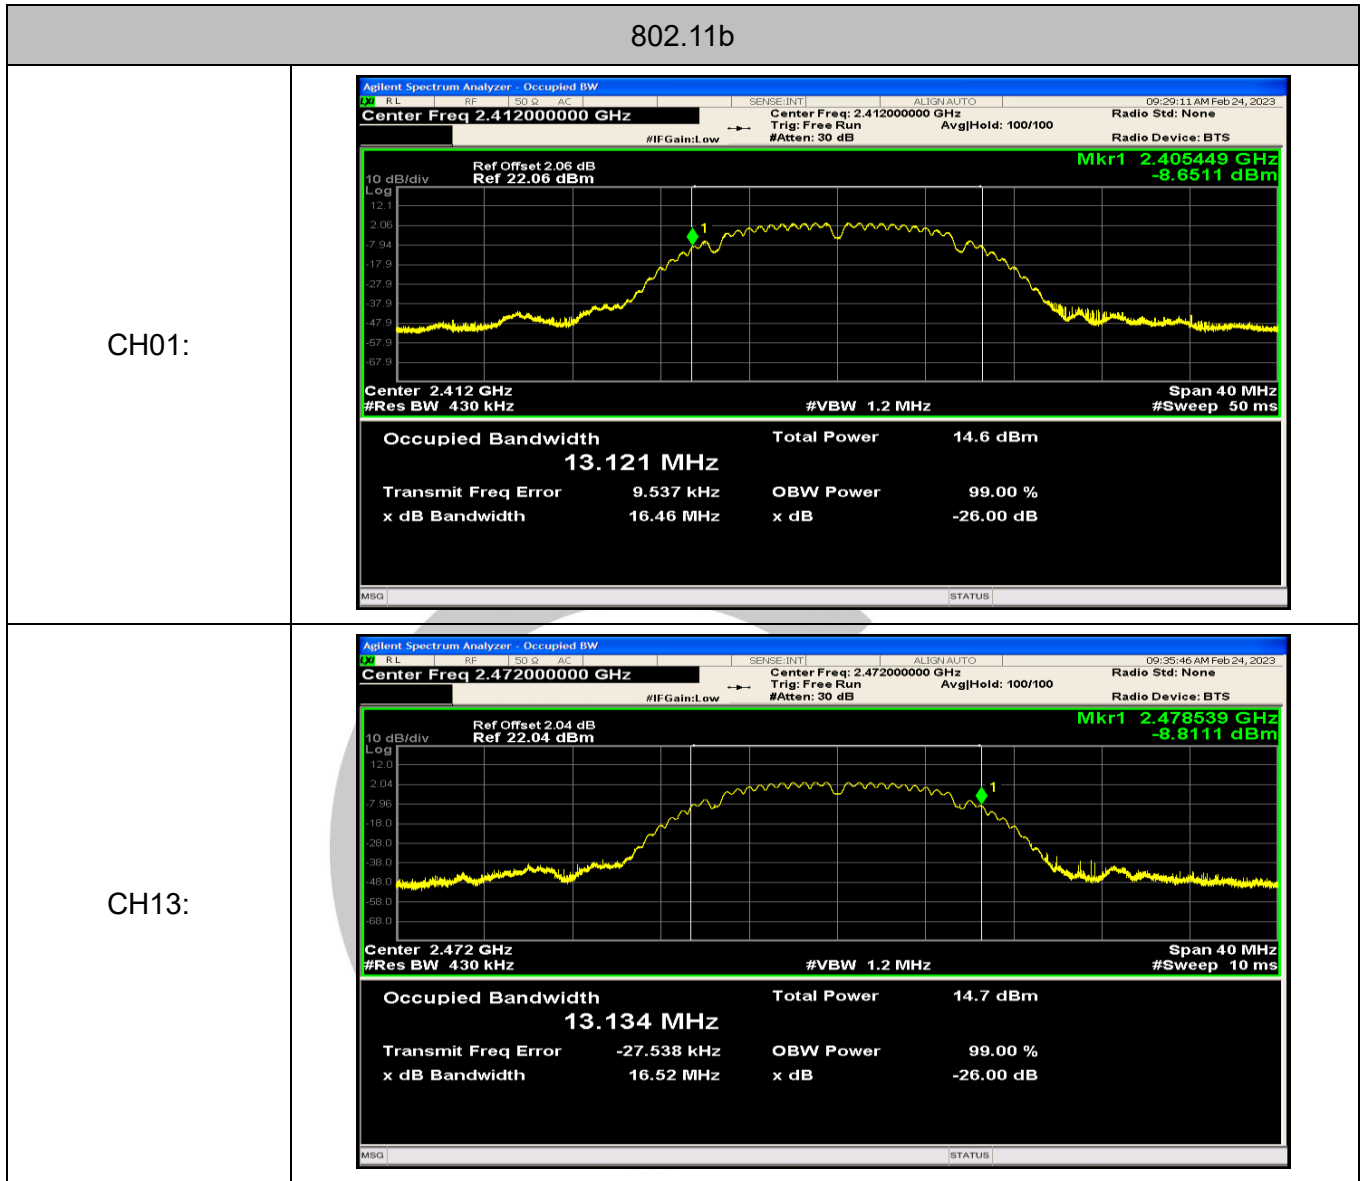 802.11b
CH01:
Agilent Spectrum Analyzer - Occupied BW
LXI RL RF 50 Ω AC SENSE:INT ALIGN AUTO 09:29:11 AM Feb 24, 2023
Center Freq 2.412000000 GHz Center Freq: 2.412000000 GHz Radio Std: None
Trig: Free Run Avg|Hold: 100/100
#IFGain:Low #Atten: 30 dB Radio Device: BTS
Mkr1 2.405449 GHz
Ref Offset 2.06 dB -8.6511 dBm
10 dB/div Ref 22.06 dBm
Log
12.1
1
2.06
-7.94
-17.9
-27.9
-37.9
-47.9
-57.9
-67.9
Center 2.412 GHz Span 40 MHz
#Res BW 430 kHz #VBW 1.2 MHz #Sweep 50 ms
Occupied Bandwidth Total Power 14.6 dBm
13.121 MHz
Transmit Freq Error 9.537 kHz OBW Power 99.00 %
x dB Bandwidth 16.46 MHz x dB -26.00 dB
MSG STATUS
CH13:
Agilent Spectrum Analyzer - Occupied BW
LXI RL RF 50 Ω AC SENSE:INT ALIGN AUTO 09:35:46 AM Feb 24, 2023
Center Freq 2.472000000 GHz Center Freq: 2.472000000 GHz Radio Std: None
Trig: Free Run Avg|Hold: 100/100
#IFGain:Low #Atten: 30 dB Radio Device: BTS
Mkr1 2.478539 GHz
Ref Offset 2.04 dB -8.8111 dBm
10 dB/div Ref 22.04 dBm
Log
12.0
2.04
1
-7.96
-18.0
-28.0
-38.0
-48.0
-58.0
-68.0
Center 2.472 GHz Span 40 MHz
#Res BW 430 kHz #VBW 1.2 MHz #Sweep 10 ms
Occupied Bandwidth Total Power 14.7 dBm
13.134 MHz
Transmit Freq Error -27.538 kHz OBW Power 99.00 %
x dB Bandwidth 16.52 MHz x dB -26.00 dB
MSG STATUS